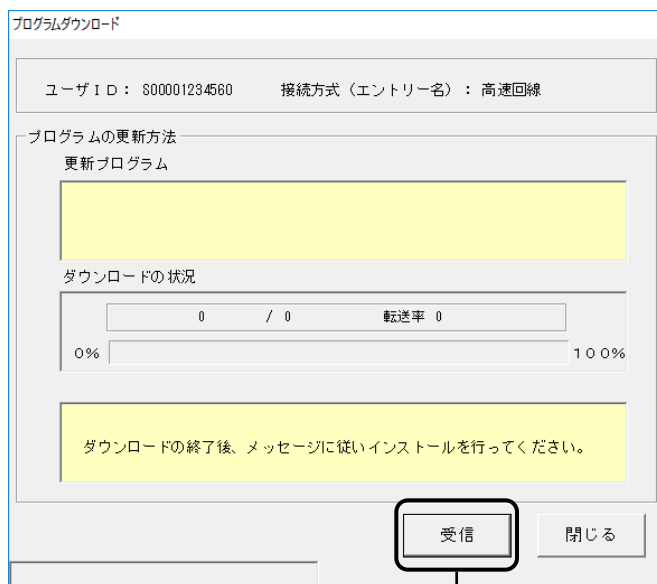 プログラムダウンロード
ユーザID： S00001234560 接続方式（エントリー名）： 高速回線
プログラムの更新方法
更新プログラム
ダウンロードの状況
0 / 0 転送率 0
0% 100%
ダウンロードの終了後、メッセージに従いインストールを行ってください。
受信 閉じる